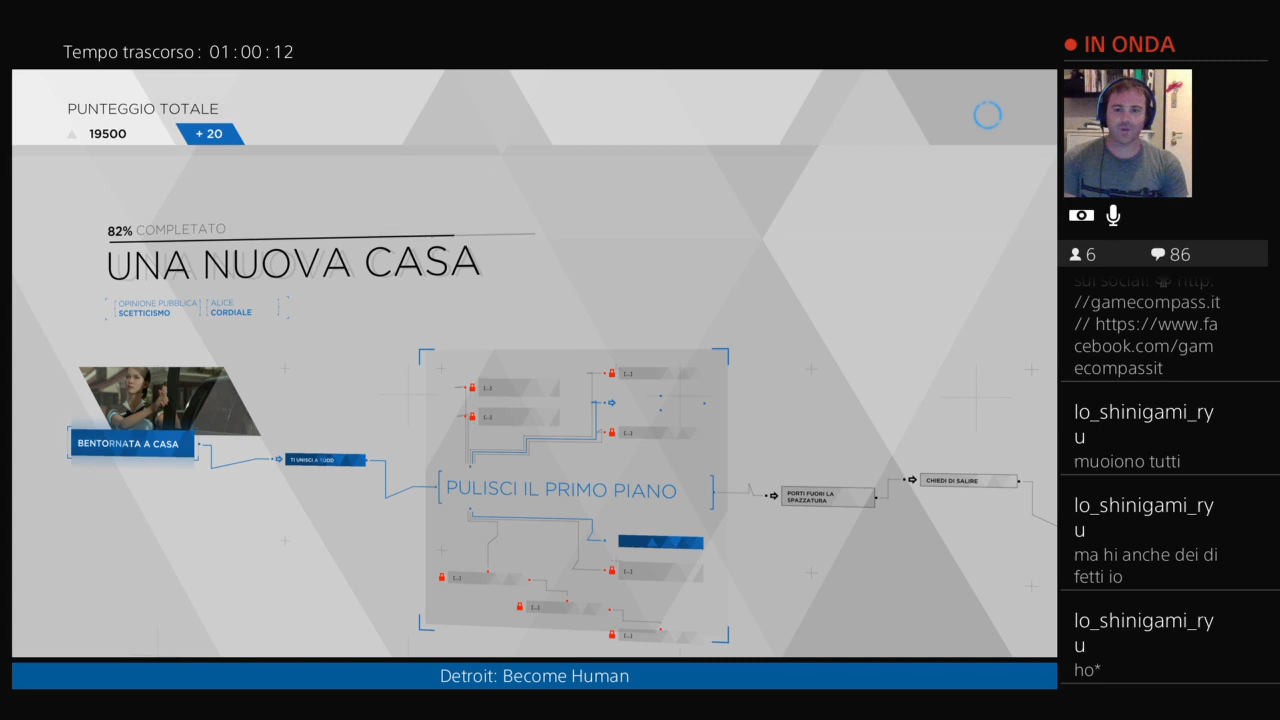 Tempo trascorso : 01 : 00 : 12
IN ONDA
PUNTEGGIO TOTALE
19500
+ 20
82% COMPLETATO
UNA NUOVA CASA
OPINIONE PUBBLICA
SCETTICISMO
ALICE
CORDIALE
BENTORNATA A CASA
TI UNISCI A TODD
[...]
[...]
[...]
[...]
PULISCI IL PRIMO PIANO
[...]
[...]
[...]
[...]
PORTI FUORI LA
SPAZZATURA
CHIEDI DI SALIRE
Detroit: Become Human
6
86
sui social! http:
//gamecompass.it
// https://www.fa
cebook.com/gam
ecompassit
lo_shinigami_ry
u
muoiono tutti
lo_shinigami_ry
u
ma hi anche dei di
fetti io
lo_shinigami_ry
u
ho*